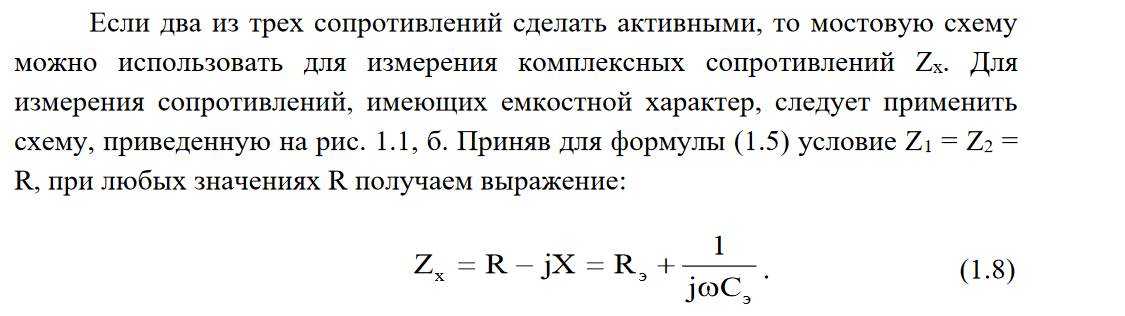 Если два из трех сопротивлений сделать активными, то мостовую схему
можно использовать для измерения комплексных сопротивлений Zₓ. Для
измерения сопротивлений, имеющих емкостной характер, следует применить
схему, приведенную на рис. 1.1, б. Приняв для формулы (1.5) условие Z₁ = Z₂ =
R, при любых значениях R получаем выражение:
Zₓ = R – jX = Rэ + 1/(jωCэ) . (1.8)